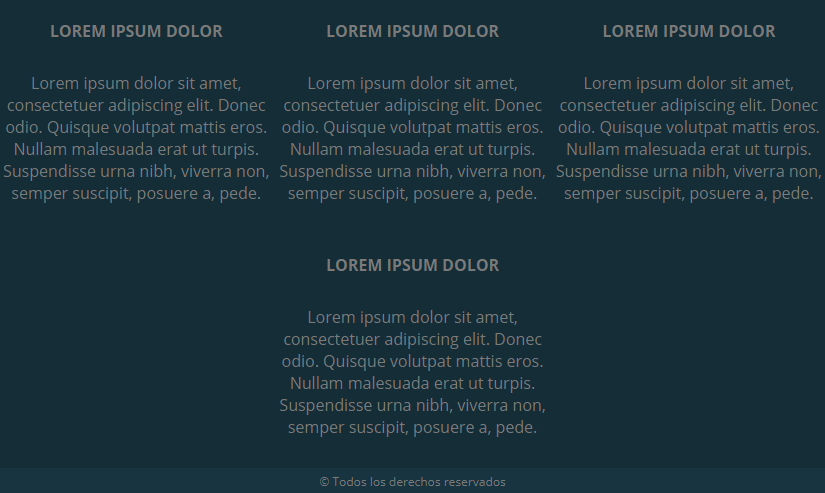 LOREM IPSUM DOLOR
Lorem ipsum dolor sit amet,
consectetuer adipiscing elit. Donec
odio. Quisque volutpat mattis eros.
Nullam malesuada erat ut turpis.
Suspendisse urna nibh, viverra non,
semper suscipit, posuere a, pede.
LOREM IPSUM DOLOR
Lorem ipsum dolor sit amet,
consectetuer adipiscing elit. Donec
odio. Quisque volutpat mattis eros.
Nullam malesuada erat ut turpis.
Suspendisse urna nibh, viverra non,
semper suscipit, posuere a, pede.
LOREM IPSUM DOLOR
Lorem ipsum dolor sit amet,
consectetuer adipiscing elit. Donec
odio. Quisque volutpat mattis eros.
Nullam malesuada erat ut turpis.
Suspendisse urna nibh, viverra non,
semper suscipit, posuere a, pede.
LOREM IPSUM DOLOR
Lorem ipsum dolor sit amet,
consectetuer adipiscing elit. Donec
odio. Quisque volutpat mattis eros.
Nullam malesuada erat ut turpis.
Suspendisse urna nibh, viverra non,
semper suscipit, posuere a, pede.
© Todos los derechos reservados